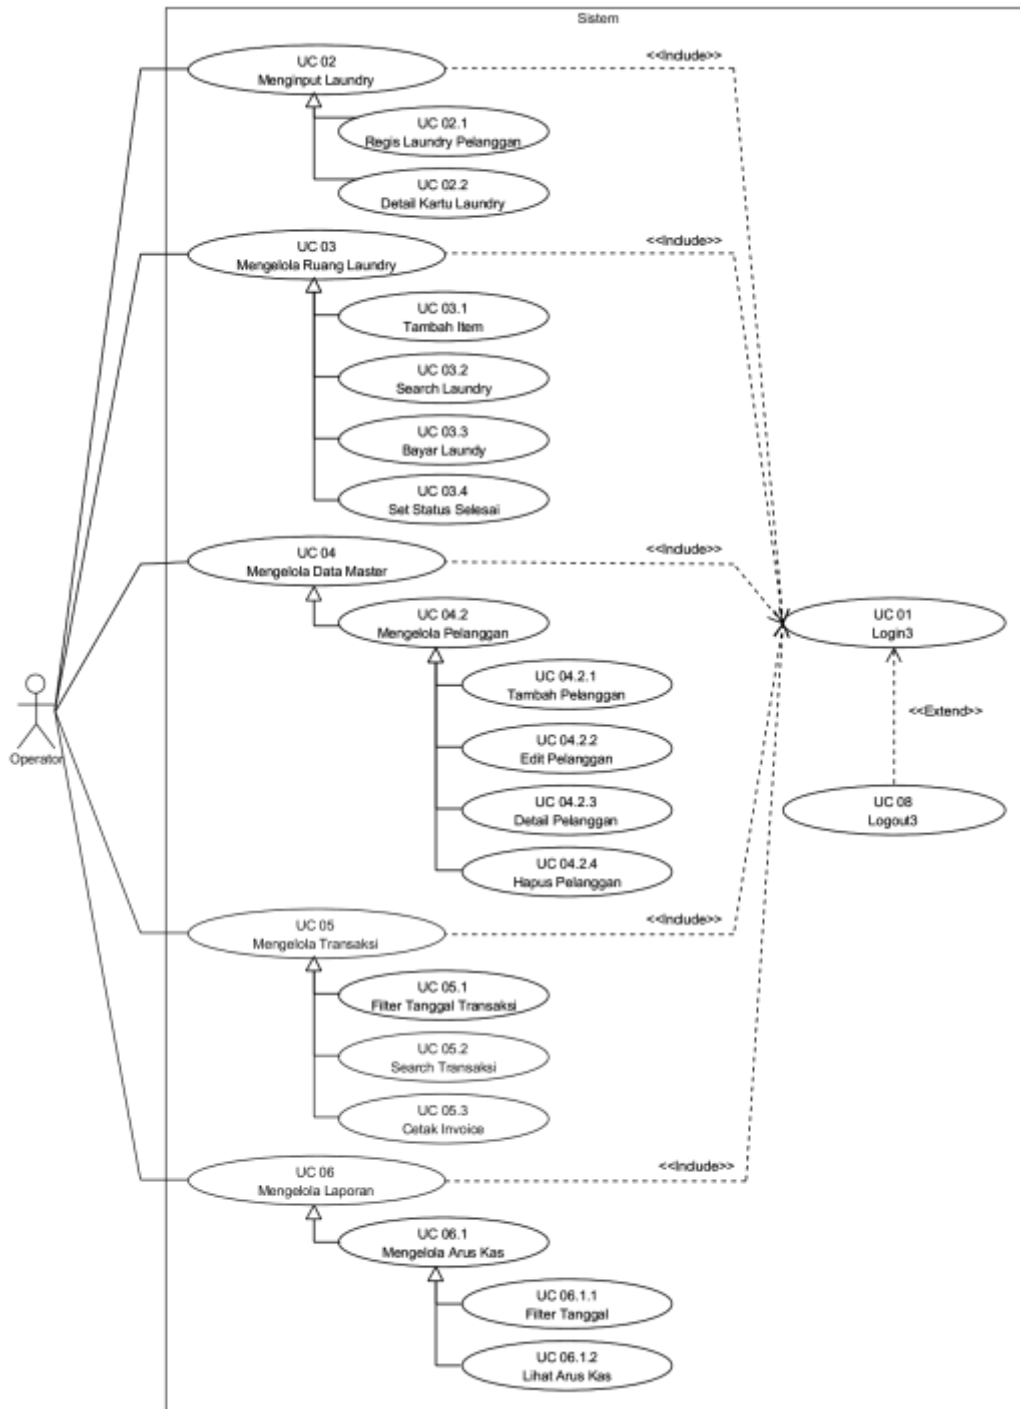 Sistem
UC 02
Menginput Laundry
<<Include>>
UC 02.1
Regis Laundry Pelanggan
UC 02.2
Detail Kartu Laundry
UC 03
Mengelola Ruang Laundry
<<Include>>
UC 03.1
Tambah Item
UC 03.2
Search Laundry
UC 03.3
Bayar Laundy
UC 03.4
Set Status Selesai
UC 04
Mengelola Data Master
<<Include>>
UC 04.2
Mengelola Pelanggan
UC 01
Login3
UC 04.2.1
Tambah Pelanggan
<<Extend>>
Operator
UC 04.2.2
Edit Pelanggan
UC 04.2.3
Detail Pelanggan
UC 08
Logout3
UC 04.2.4
Hapus Pelanggan
UC 05
Mengelola Transaksi
<<Include>>
UC 05.1
Filter Tanggal Transaksi
UC 05.2
Search Transaksi
UC 05.3
Cetak Invoice
UC 06
Mengelola Laporan
<<Include>>
UC 06.1
Mengelola Arus Kas
UC 06.1.1
Filter Tanggal
UC 06.1.2
Lihat Arus Kas